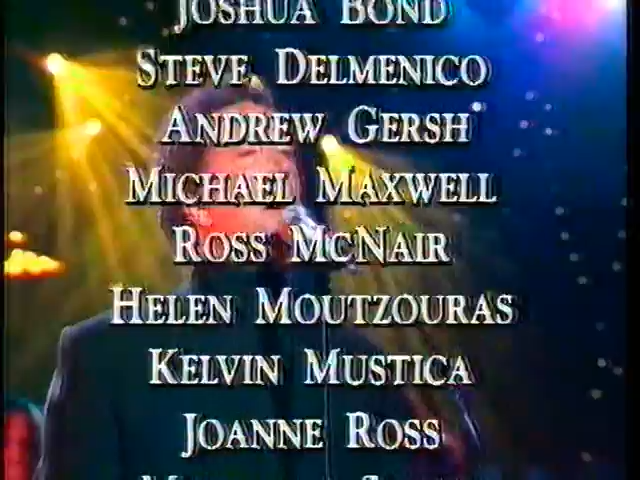 JOSHUA BOND
STEVE DELMENICO
ANDREW GERSH
MICHAEL MAXWELL
ROSS MCNAIR
HELEN MOUTZOURAS
KELVIN MUSTICA
JOANNE ROSS